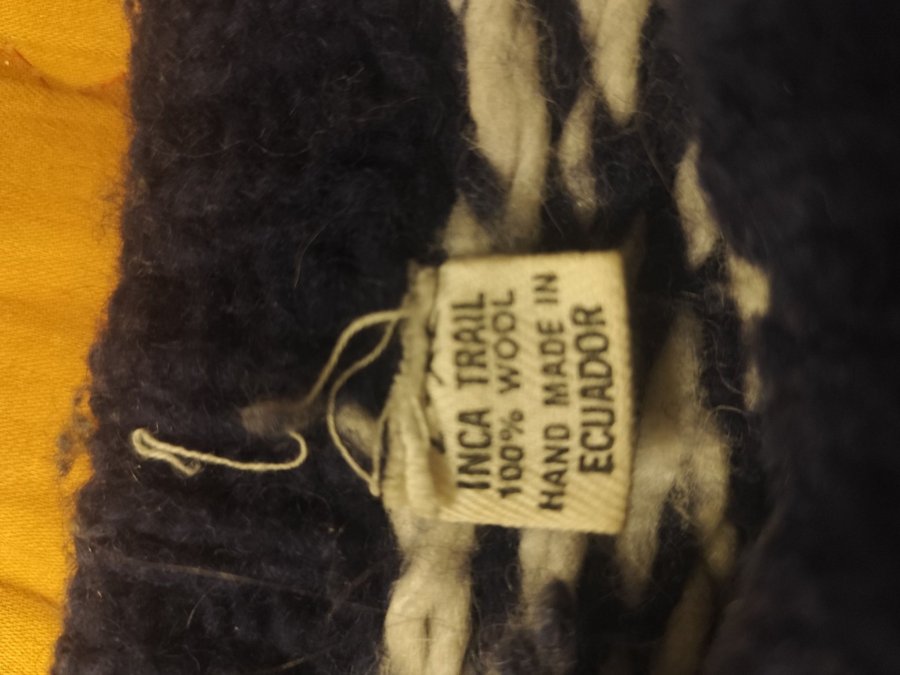 INCA TRAIL
100% WOOL
HAND MADE IN
ECUADOR